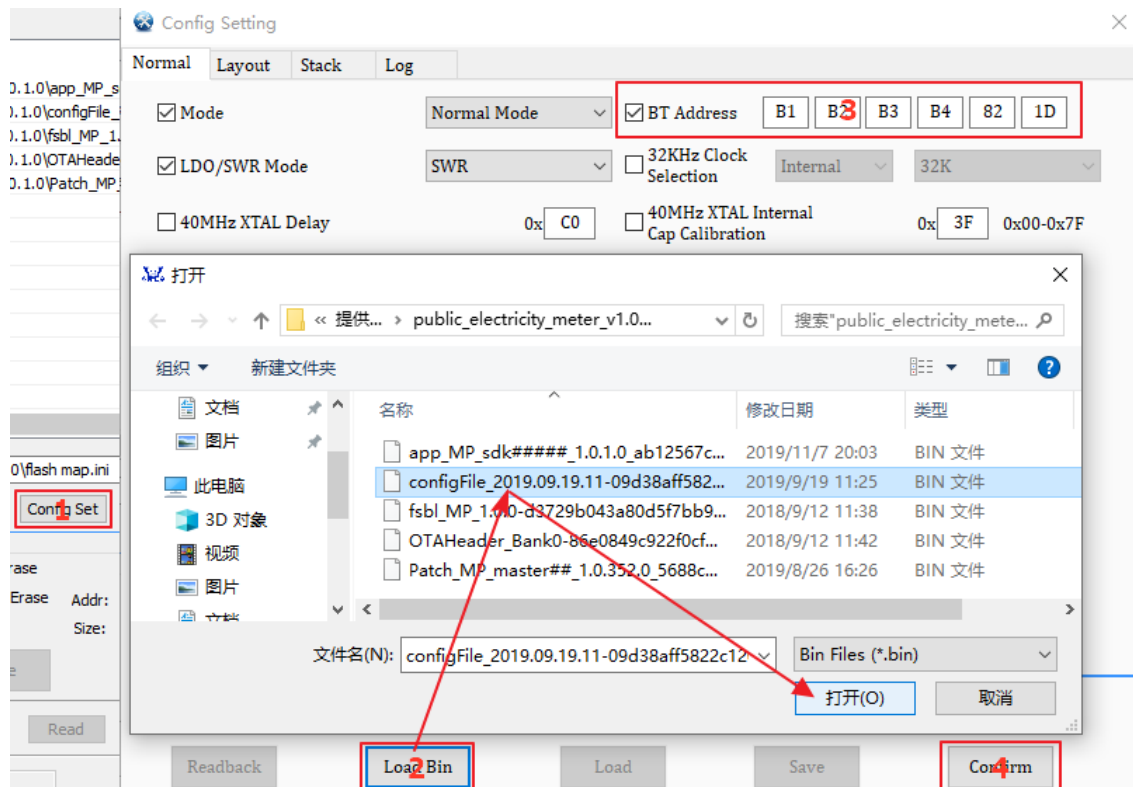 Config Setting
Normal Layout Stack Log
0.1.0\app_MP_s
0.1.0\configFile_
0.1.0\fsbl_MP_1.
0.1.0\OTAHeade
0.1.0\Patch_MP_
Mode Normal Mode BT Address B1 B2 B3 B4 82 1D
3
LDO/SWR Mode SWR 32KHz Clock Selection Internal 32K
40MHz XTAL Delay 0x C0 40MHz XTAL Internal Cap Calibration 0x 3F 0x00-0x7F
打开
« 提供... › public_electricity_meter_v1.0... 搜索"public_electricity_mete...
组织 新建文件夹
名称 修改日期 类型
文档
图片
此电脑
3D 对象
视频
图片
文档
app_MP_sdk#####_1.0.1.0_ab12567c... 2019/11/7 20:03 BIN 文件
configFile_2019.09.19.11-09d38aff582... 2019/9/19 11:25 BIN 文件
fsbl_MP_1.0.0-d3729b043a80d5f7bb9... 2018/9/12 11:38 BIN 文件
OTAHeader_Bank0-86e0849c922f0cf... 2018/9/12 11:42 BIN 文件
Patch_MP_master##_1.0.352.0_5688c... 2019/8/26 16:26 BIN 文件
文件名(N): configFile_2019.09.19.11-09d38aff5822c12 Bin Files (*.bin)
打开(O) 取消
0\flash map.ini
Config Set
1
rase
Erase Addr:
Size:
e
Read
Readback Load Bin Load Save Confirm
2 4